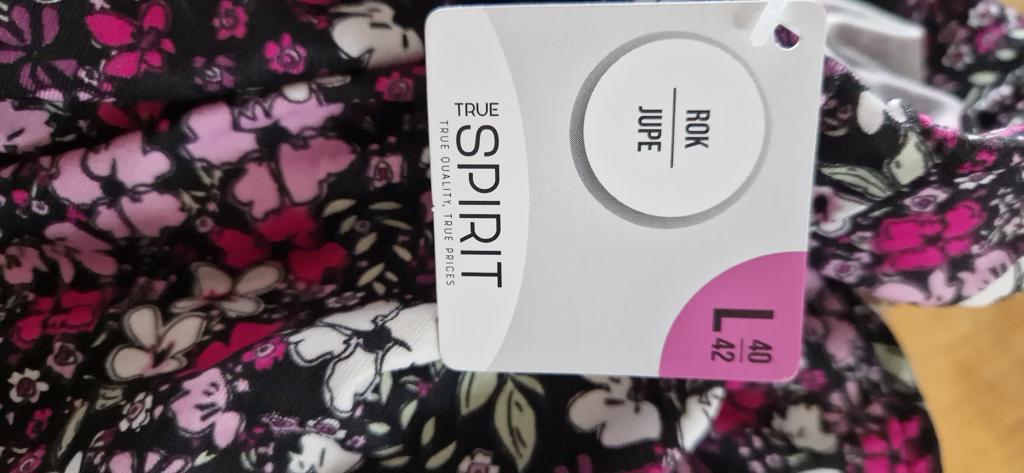 ROK
JUPE
TRUE
SPIRIT
TRUE QUALITY, TRUE PRICES
L
40
42